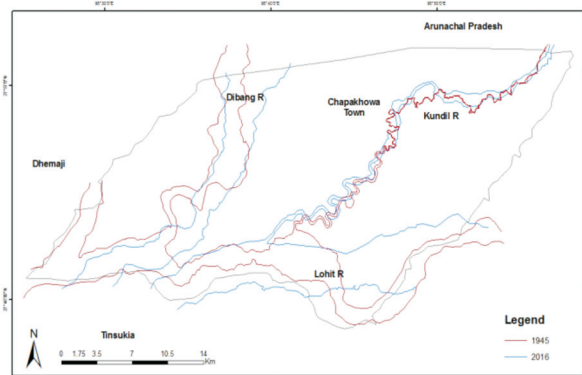 Arunachal Pradesh
Dibang R
Chapakhowa
Town
Kundil R
Dhemaji
Lohit R
Legend
N
Tinsukia
1945
0 1.75 3.5 7 10.5 14
Km
2016